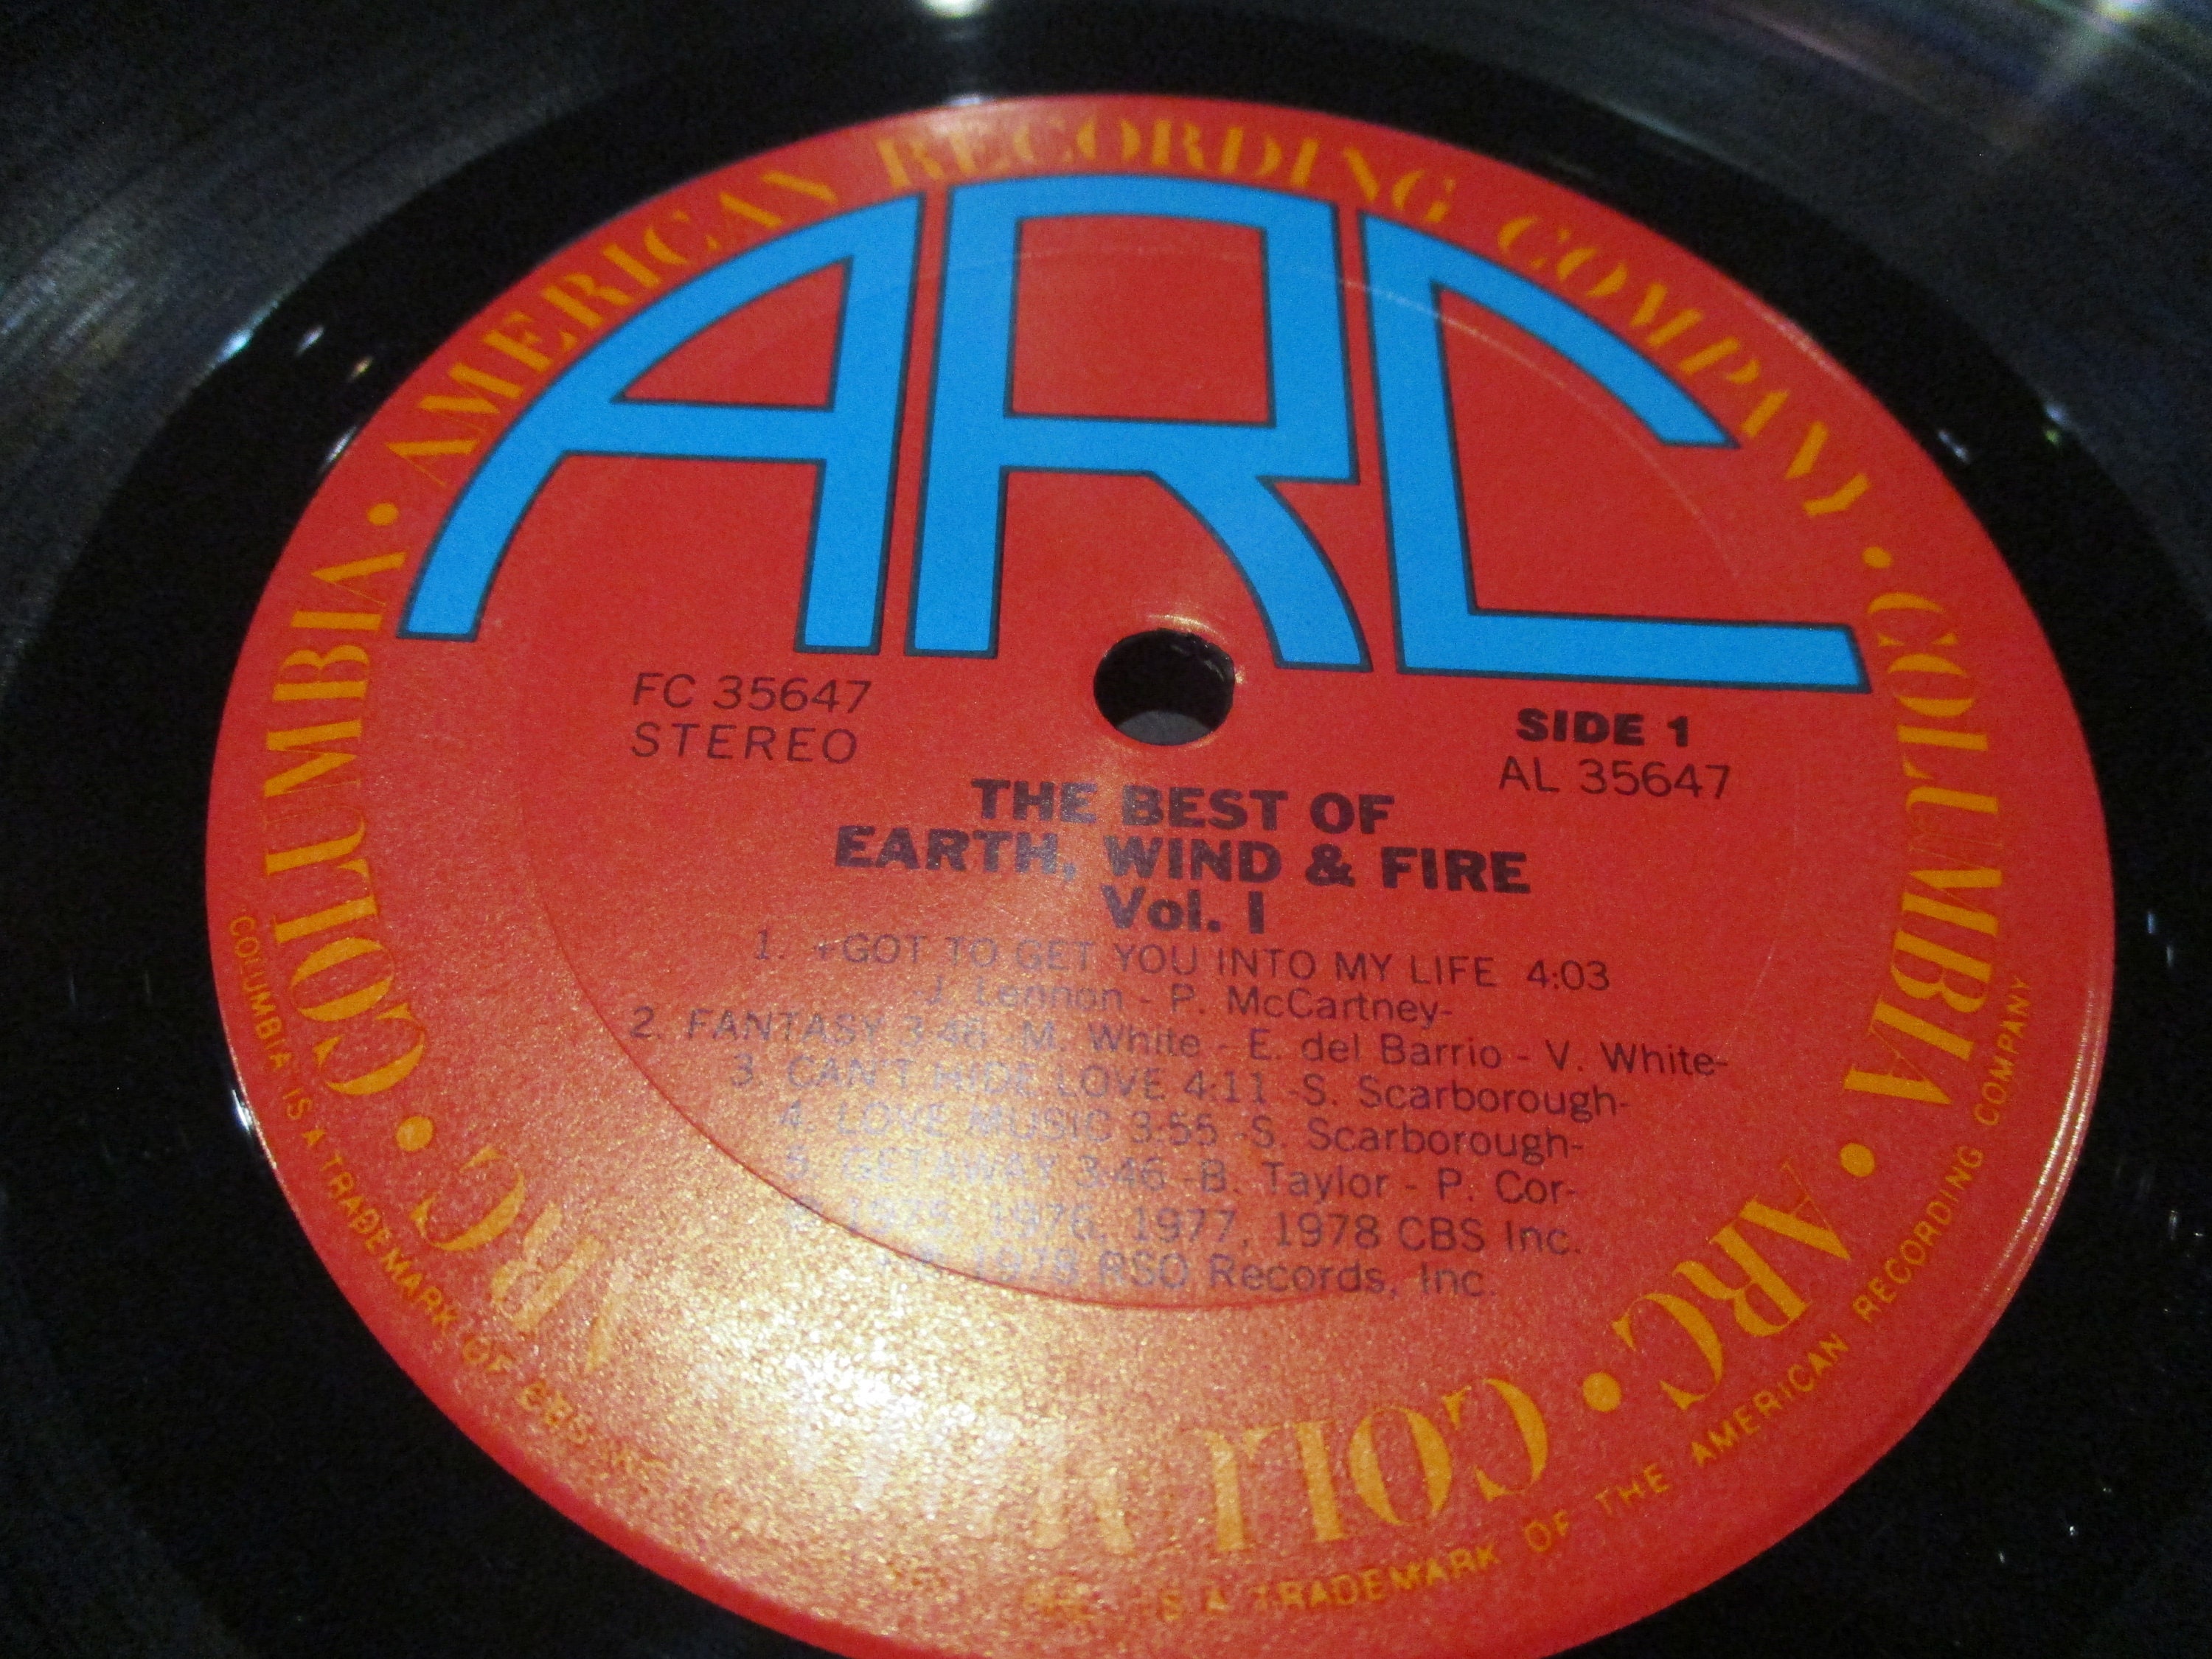 • AMERICAN RECORDING COMPANY •
ARC
COLUMBIA
COLUMBIA
FC 35647
STEREO
SIDE 1
AL 35647
THE BEST OF
EARTH, WIND & FIRE
Vol. I
1. +GOT TO GET YOU INTO MY LIFE 4:03
-J. Lennon - P. McCartney-
2. FANTASY 3:46 -M. White - E. del Barrio - V. White-
3. CAN'T HIDE LOVE 4:11 -S. Scarborough-
4. LOVE MUSIC 3:55 -S. Scarborough-
5. GETAWAY 3:46 -B. Taylor - P. Cor-
℗ 1975, 1976, 1977, 1978 CBS Inc.
1978 RSO Records, Inc.
• ARC
• ARC •
COLUMBIA IS A TRADEMARK OF CBS
IS A TRADEMARK OF THE AMERICAN RECORDING COMPANY